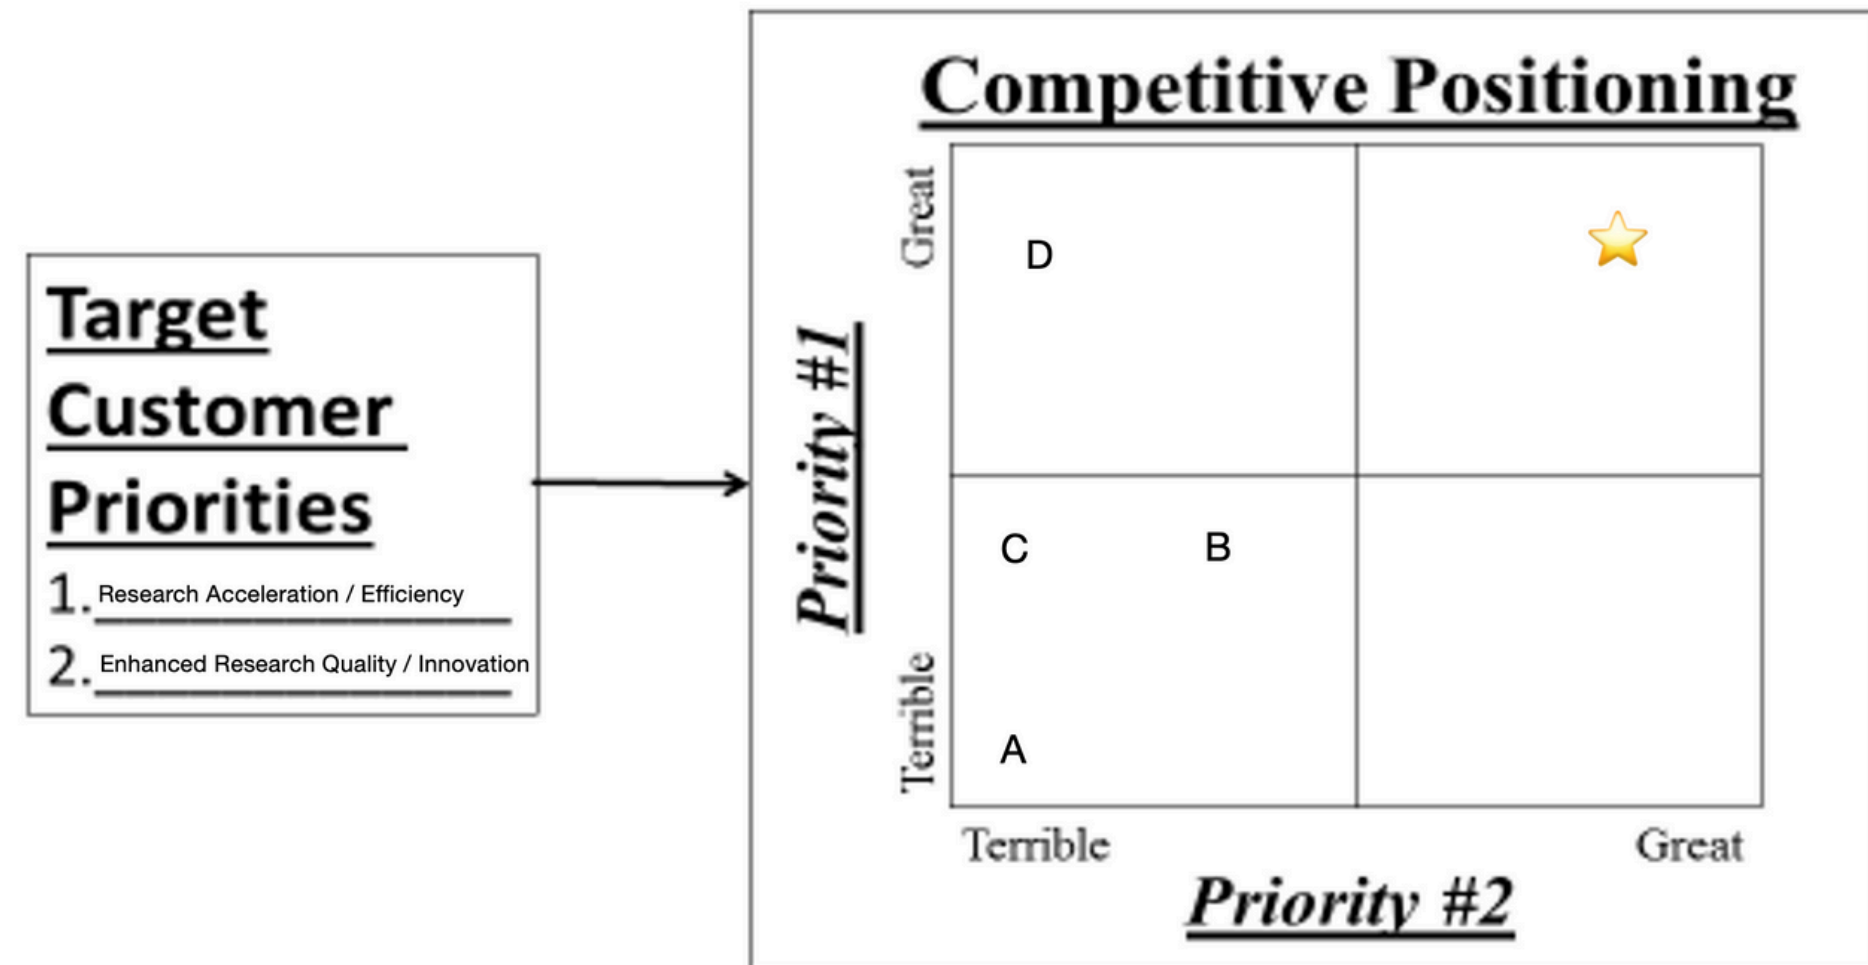 Target
Customer
Priorities
1. Research Acceleration / Efficiency
2. Enhanced Research Quality / Innovation
Competitive Positioning
Priority #1
Great
Terrible
D
C
B
A
Terrible
Great
Priority #2